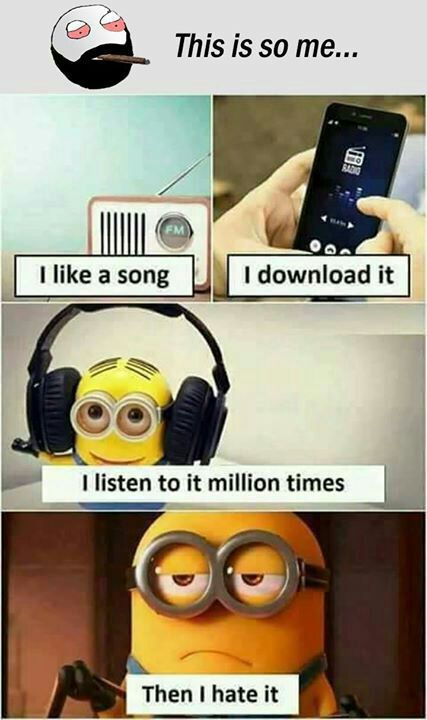 This is so me...
FM
RADIO
I like a song
I download it
I listen to it million times
Then I hate it